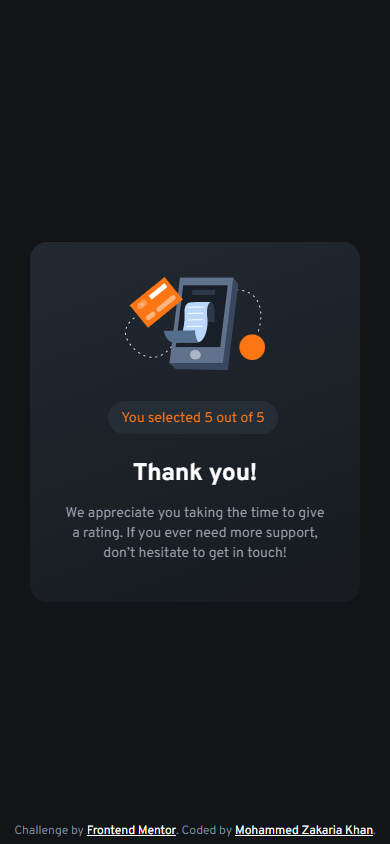 You selected 5 out of 5
Thank you!
We appreciate you taking the time to give
a rating. If you ever need more support,
don’t hesitate to get in touch!
Challenge by Frontend Mentor. Coded by Mohammed Zakaria Khan.